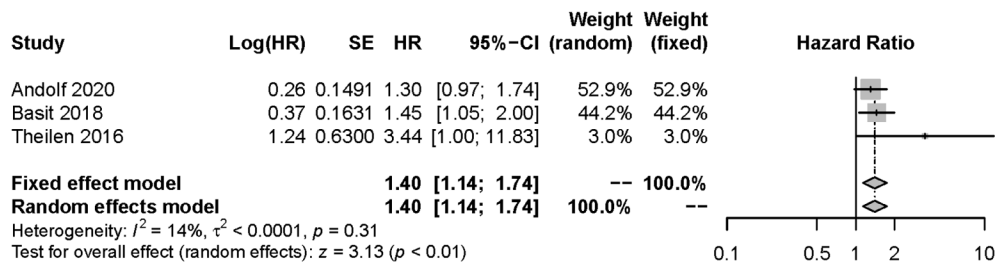 Weight Weight
Study Log(HR) SE HR 95%−CI (random) (fixed) Hazard Ratio
Andolf 2020 0.26 0.1491 1.30 [0.97; 1.74] 52.9% 52.9%
Basit 2018 0.37 0.1631 1.45 [1.05; 2.00] 44.2% 44.2%
Theilen 2016 1.24 0.6300 3.44 [1.00; 11.83] 3.0% 3.0%
Fixed effect model 1.40 [1.14; 1.74] −− 100.0%
Random effects model 1.40 [1.14; 1.74] 100.0% −−
Heterogeneity: I² = 14%, τ² < 0.0001, p = 0.31
Test for overall effect (random effects): z = 3.13 (p < 0.01)
0.1 0.5 1 2 10